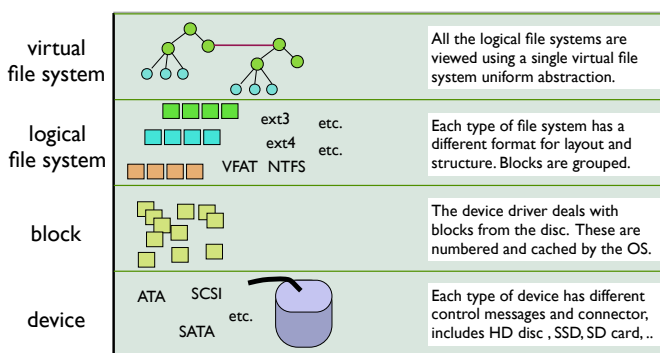 virtual
file system
All the logical file systems are
viewed using a single virtual file
system uniform abstraction.
logical
file system
ext3
etc.
ext4
etc.
VFAT NTFS
Each type of file system has a
different format for layout and
structure. Blocks are grouped.
block
The device driver deals with
blocks from the disc. These are
numbered and cached by the OS.
device
ATA
SCSI
etc.
SATA
Each type of device has different
control messages and connector,
includes HD disc , SSD, SD card, ..